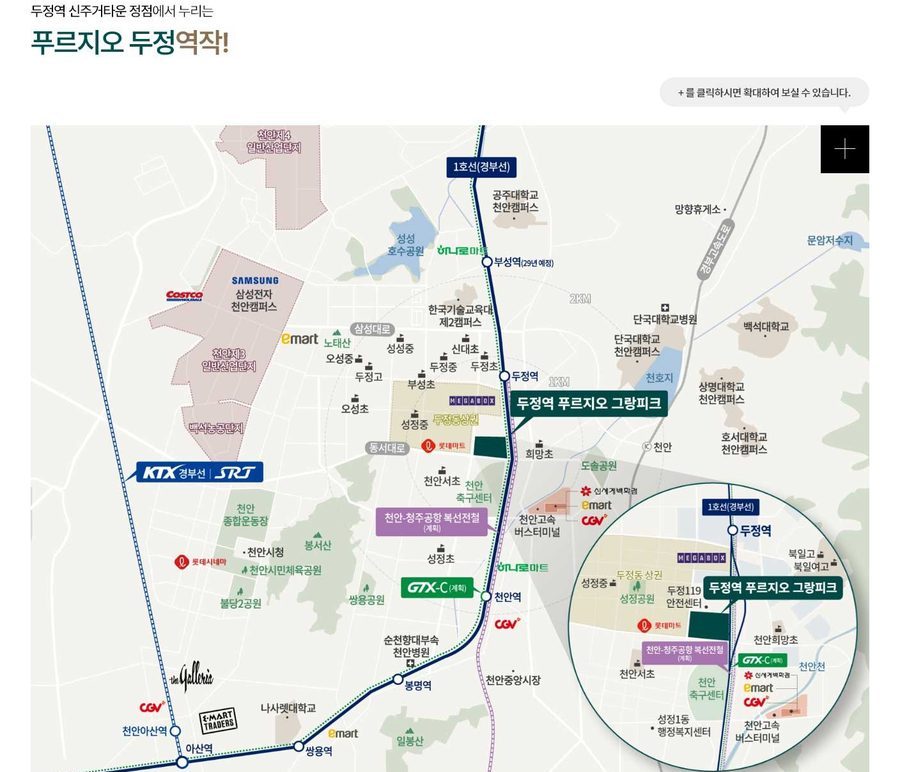 두정역 신주거타운 정점에서 누리는
푸르지오 두정역작!
+ 를 클릭하시면 확대하여 보실 수 있습니다.
천안제4
일반산업단지
1호선(경부선)
공주대학교
천안캠퍼스
망향휴게소
경부고속도로
문암저수지
성성
호수공원
하나로마트
부성역(29년 예정)
SAMSUNG
삼성전자
천안캠퍼스
COSTCO
WHOLESALE
2KM
한국기술교육대
제2캠퍼스
단국대학교병원
백석대학교
emart
노태산
삼성대로
성성중
신대초
단국대학교
천안캠퍼스
오성중
두정중
두정초
천안제3
일반산업단지
두정고
부성초
두정역
1KM
천호지
상명대학교
천안캠퍼스
오성초
MEGABOX
두정역 푸르지오 그랑피크
성정중
두정동상권
백석농공단지
동서대로
롯데마트
희망초
천안
호서대학교
천안캠퍼스
KTX 경부선 SRT
천안서초
도솔공원
천안
축구센터
신세계백화점
emart
CGV
천안
종합운동장
천안-청주공항 복선전철
(계획)
천안고속
버스터미널
1호선(경부선)
두정역
봉서산
천안시청
성정초
롯데시네마
천안시민체육공원
하나로마트
MEGABOX
북일고
북일여고
성정중
두정동 상권
성정공원
두정119
안전센터
두정역 푸르지오 그랑피크
불당2공원
쌍용공원
GTX-C(계획)
천안역
CGV
롯데마트
천안희망초
순천향대부속
천안병원
천안-청주공항 복선전철
(계획)
GTX-C(계획)
천안서초
천안천
신세계백화점
emart
CGV
the Galleria
봉명역
천안중앙시장
천안
축구센터
CGV
E·MART
TRADERS
나사렛대학교
성정1동
행정복지센터
천안고속
버스터미널
천안아산역
아산역
쌍용역
emart
일봉산